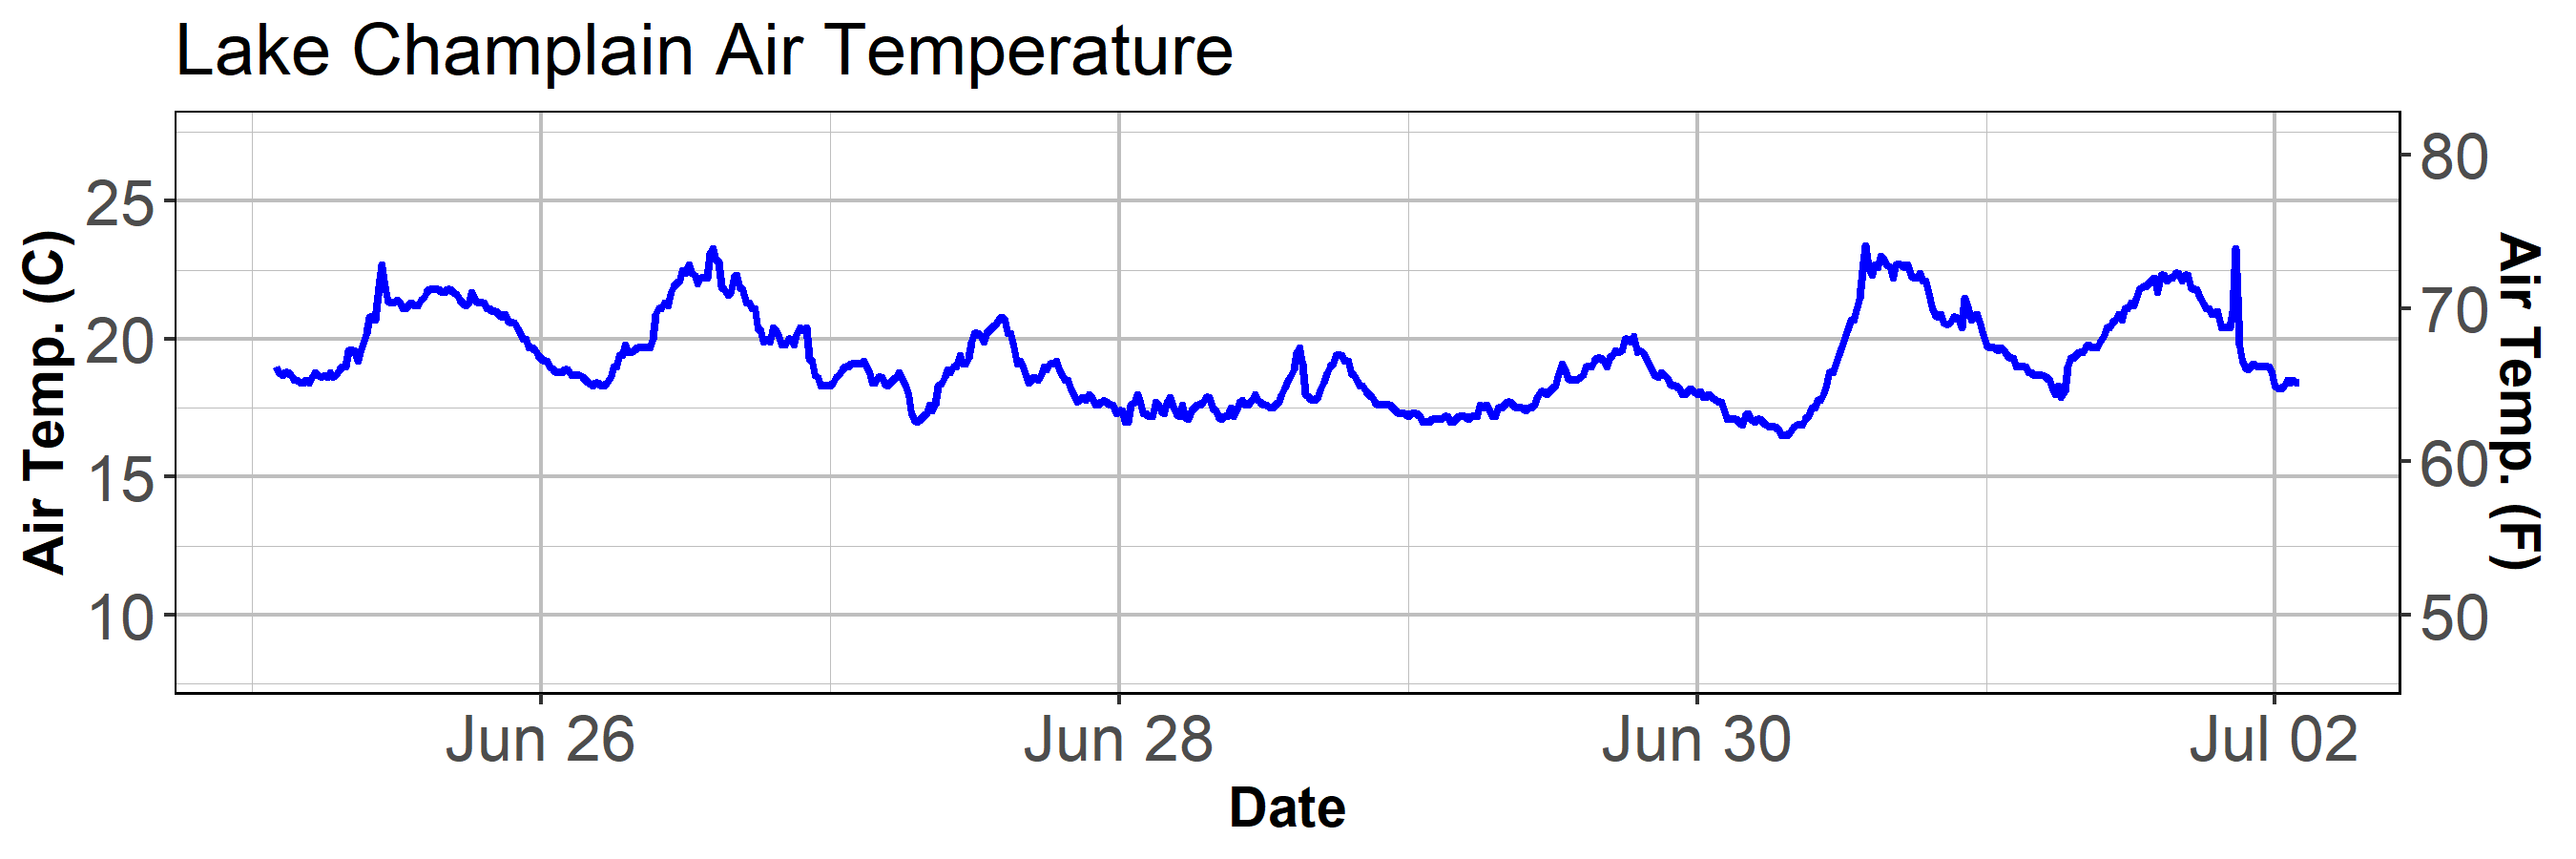 Lake Champlain Air Temperature
Air Temp. (C)
25
20
15
10
80
70
60
50
Air Temp. (F)
Jun 26
Jun 28
Jun 30
Jul 02
Date